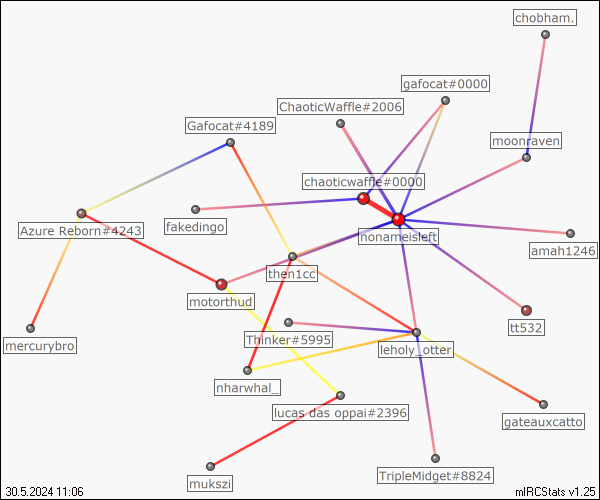 chobham.
gafocat#0000
ChaoticWaffle#2006
Gafocat#4189
moonraven
chaoticwaffle#0000
fakedingo
Azure Reborn#4243
nonameisleft
amah1246
then1cc
motorthud
tt532
Thinker#5995
mercurybro
leholy_otter
nharwhal_
lucas das oppai#2396
gateauxcatto
mukszi
TripleMidget#8824
30.5.2024 11:06
mIRCStats v1.25